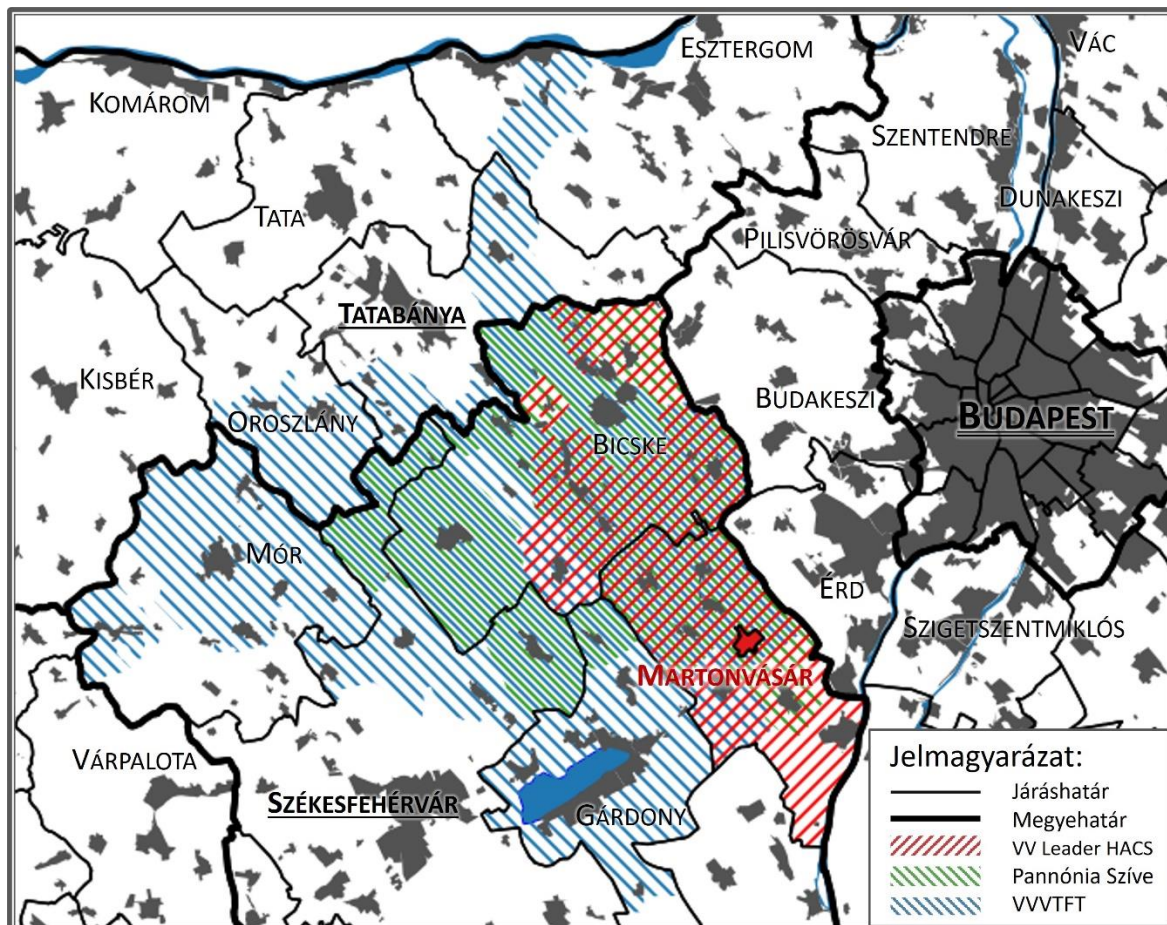 ESZTERGOM
VÁC
KOMÁROM
SZENTENDRE
DUNAKESZI
TATA
PILISVÖRÖSVÁR
TATABÁNYA
KISBÉR
BUDAKESZI
OROSZLÁNY
BUDAPEST
BICSKE
MÓR
ÉRD
SZIGETSZENTMIKLÓS
MARTONVÁSÁR
VÁRPALOTA
SZÉKESFEHÉRVÁR
GÁRDONY
Jelmagyarázat:
Járáshatár
Megyehatár
VV Leader HACS
Pannónia Szíve
VVVTFT